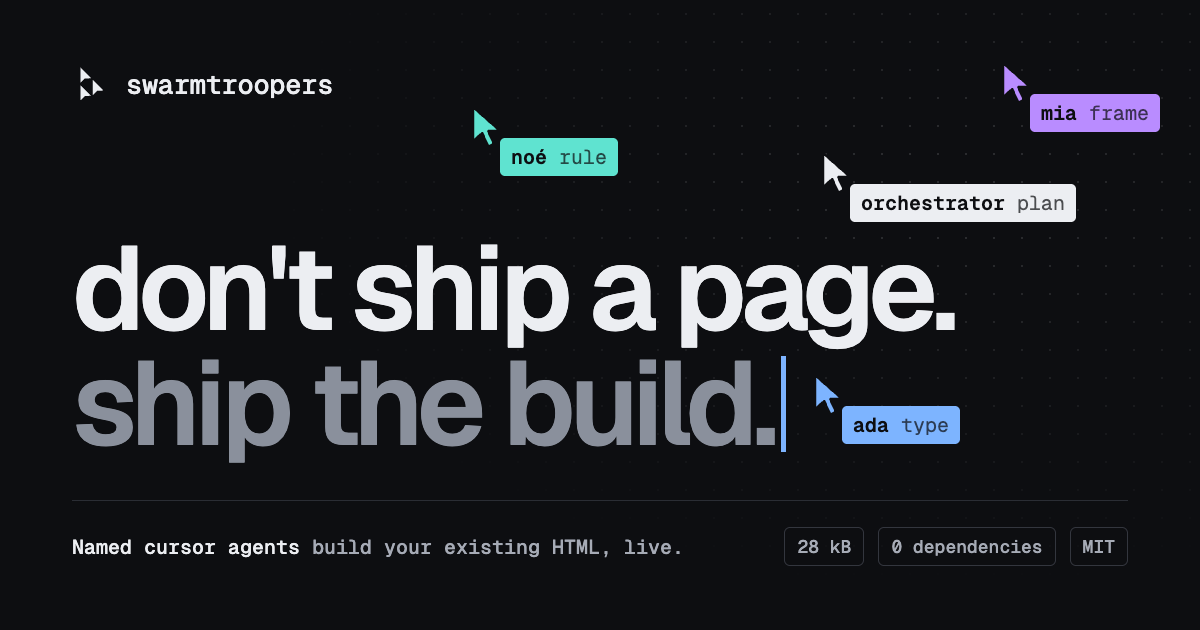 swarmtroopers
mia frame
noé rule
orchestrator plan
don't ship a page.
ship the build.
ada type
Named cursor agents build your existing HTML, live.
28 kB
0 dependencies
MIT